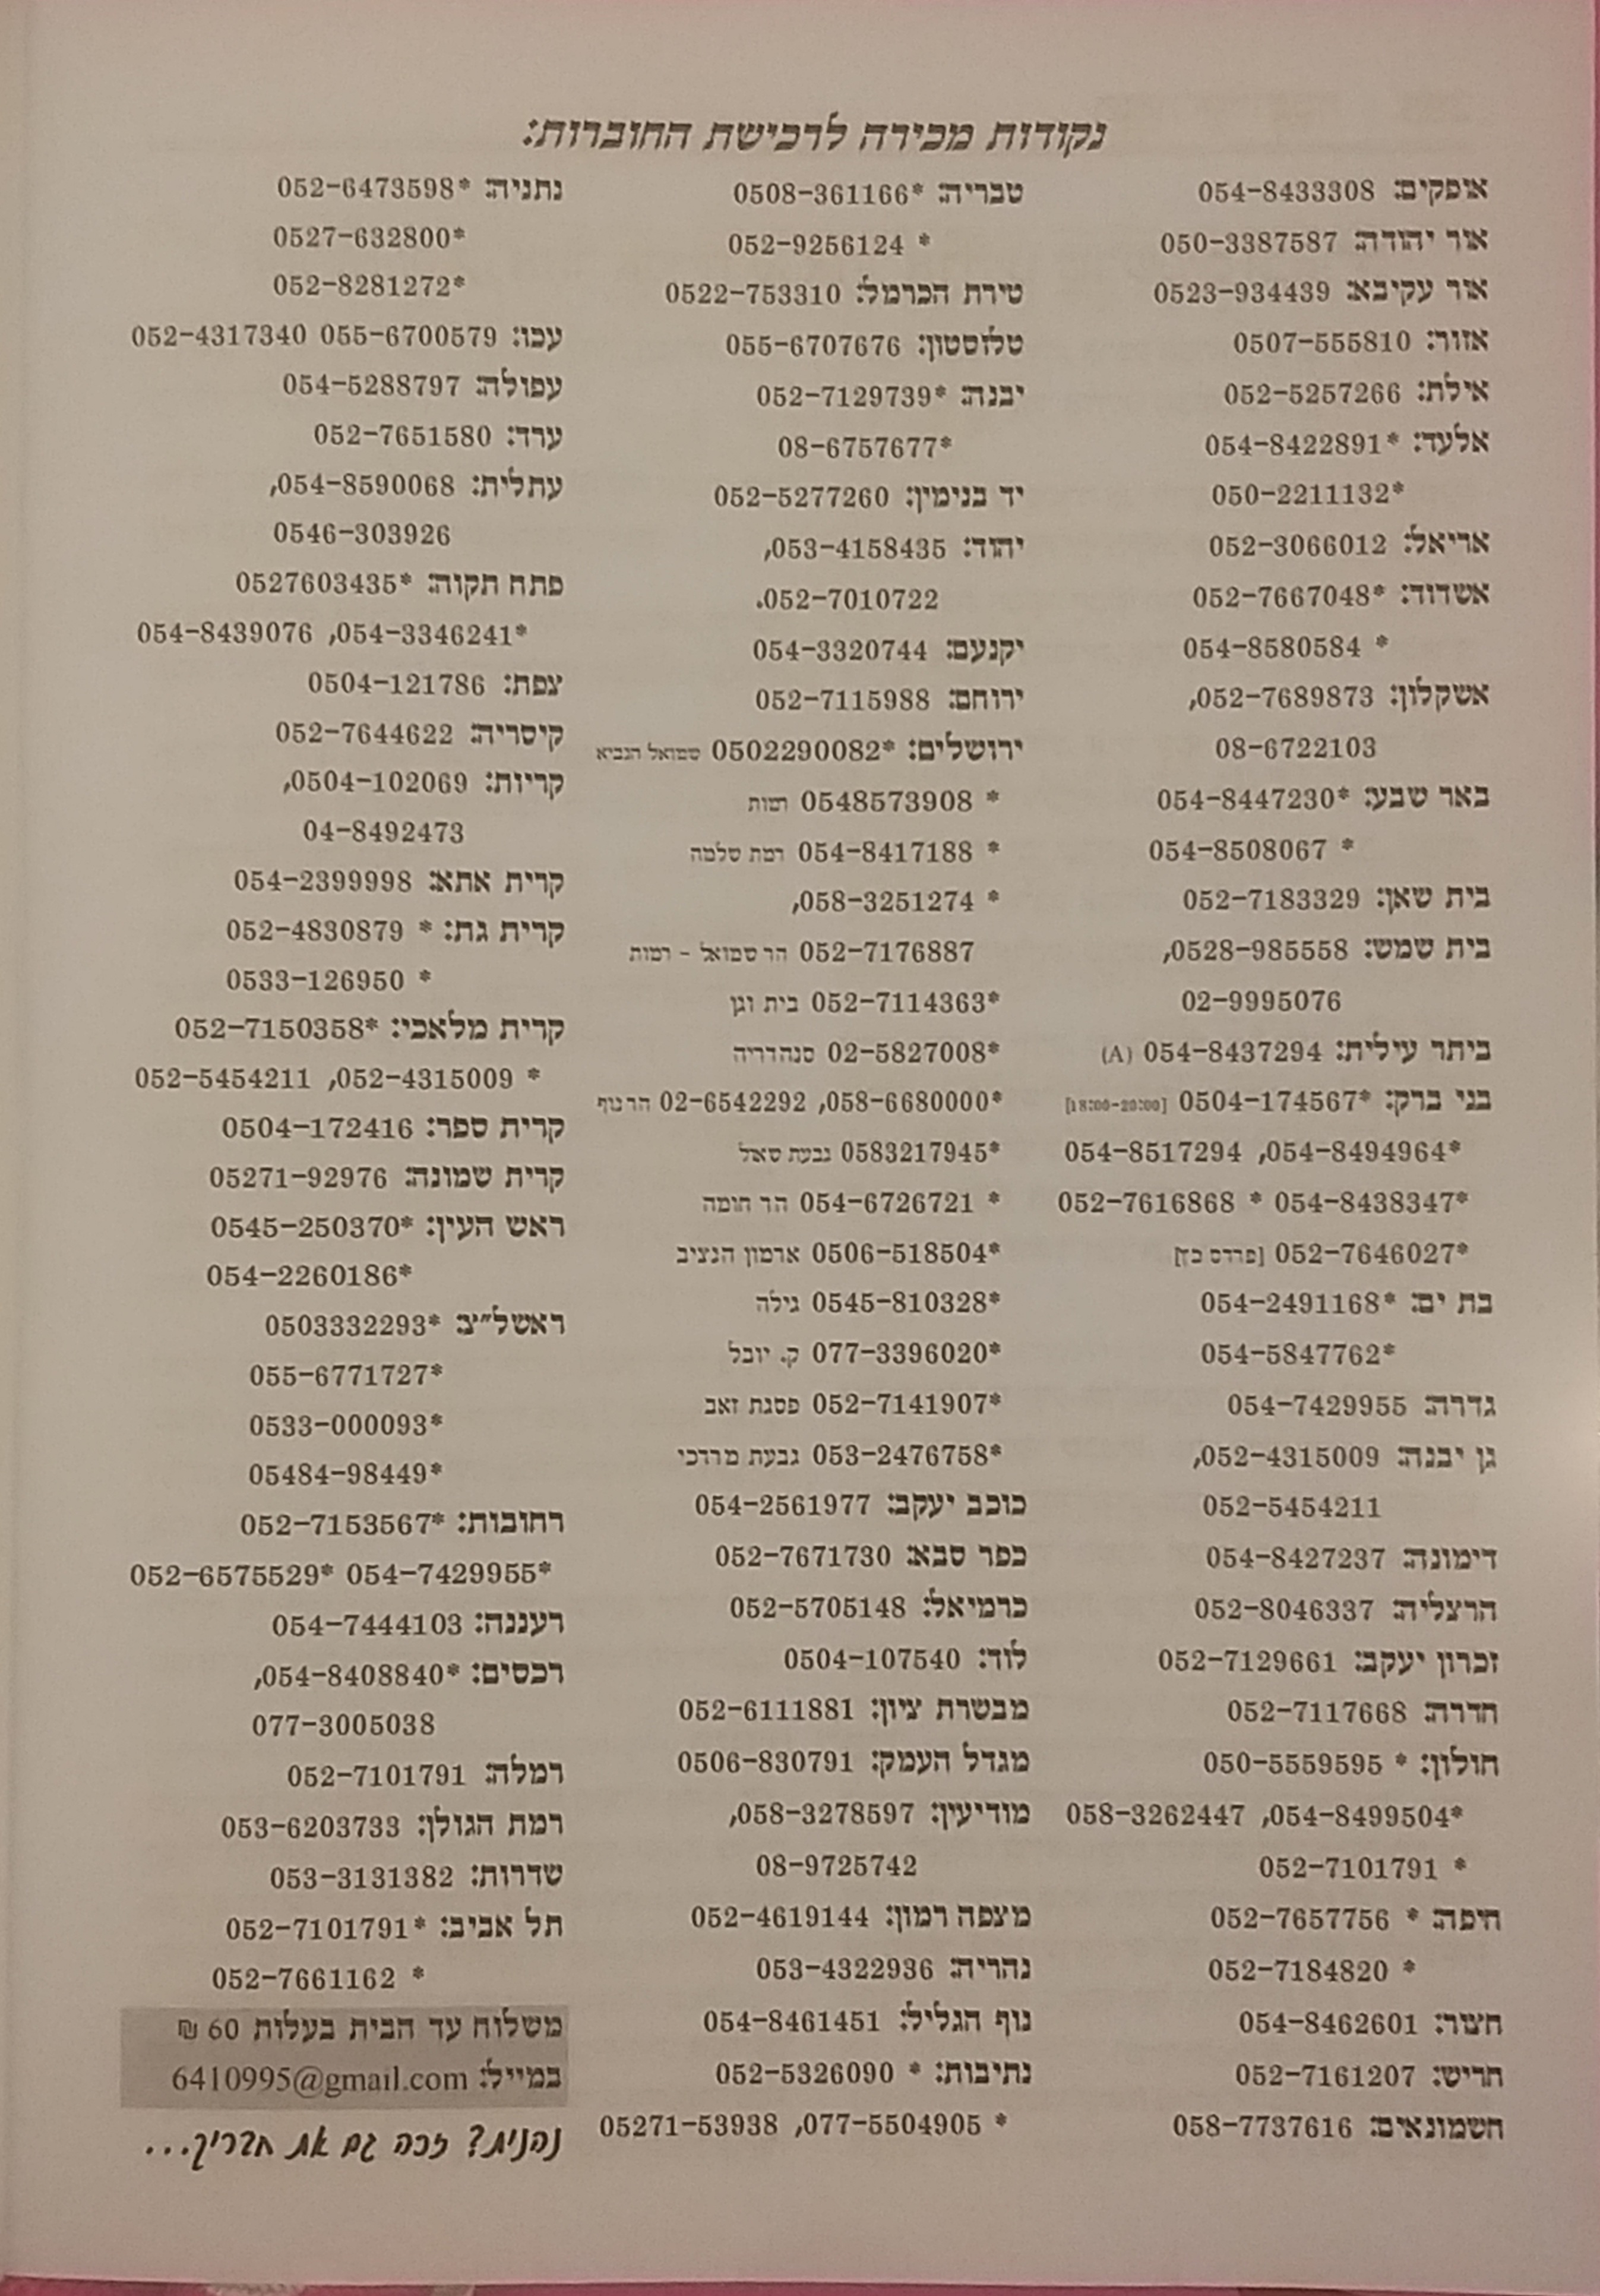 נקודות מכירה לרכישת החוברות:
אופקים: 054-8433308
אור יהודה: 050-3387587
אור עקיבא: 0523-934439
אזור: 0507-555810
אילת: 052-5257266
אלעד: *054-8422891
*050-2211132
אריאל: 052-3066012
אשדוד: *052-7667048
* 054-8580584
אשקלון: 052-7689873,
08-6722103
באר שבע: *054-8447230
* 054-8508067
בית שאן: 052-7183329
בית שמש: 0528-985558,
02-9995076
ביתר עילית: 054-8437294 (A)
בני ברק: *0504-174567 [18:00-20:00]
*054-8494964, 054-8517294
*054-8438347 * 052-7616868
*052-7646027 [פרדס כץ]
בת ים: *054-2491168
*054-5847762
גדרה: 054-7429955
גן יבנה: 052-4315009,
052-5454211
דימונה: 054-8427237
הרצליה: 052-8046337
זכרון יעקב: 052-7129661
חדרה: 052-7117668
חולון: * 050-5559595
*054-8499504, 058-3262447
* 052-7101791
חיפה: * 052-7657756
* 052-7184820
חצור: 054-8462601
חריש: 052-7161207
חשמונאים: 058-7737616
טבריה: *0508-361166
* 052-9256124
טירת הכרמל: 0522-753310
טלזסטון: 055-6707676
יבנה: *052-7129739
*08-6757677
יד בנימין: 052-5277260
יהוד: 053-4158435,
052-7010722.
יקנעם: 054-3320744
ירוחם: 052-7115988
ירושלים: *0502290082 שמואל הנביא
* 0548573908 רמות
* 054-8417188 רמת שלמה
* 058-3251274,
052-7176887 הר שמואל - רמות
*052-7114363 בית וגן
*02-5827008 סנהדריה
*058-6680000, 02-6542292 הר נוף
*0583217945 גבעת שאול
* 054-6726721 הר חומה
*0506-518504 ארמון הנציב
*0545-810328 גילה
*077-3396020 ק. יובל
*052-7141907 פסגת זאב
*053-2476758 גבעת מרדכי
כוכב יעקב: 054-2561977
כפר סבא: 052-7671730
כרמיאל: 052-5705148
לוד: 0504-107540
מבשרת ציון: 052-6111881
מגדל העמק: 0506-830791
מודיעין: 058-3278597,
08-9725742
מצפה רמון: 052-4619144
נהריה: 053-4322936
נוף הגליל: 054-8461451
נתיבות: * 052-5326090
* 077-5504905, 05271-53938
נתניה: *052-6473598
*0527-632800
*052-8281272
עכו: 055-6700579 052-4317340
עפולה: 054-5288797
ערד: 052-7651580
עתלית: 054-8590068,
0546-303926
פתח תקוה: *0527603435
*054-3346241, 054-8439076
צפת: 0504-121786
קיסריה: 052-7644622
קריות: 0504-102069,
04-8492473
קרית אתא: 054-2399998
קרית גת: * 052-4830879
* 0533-126950
קרית מלאכי: *052-7150358
* 052-4315009, 052-5454211
קרית ספר: 0504-172416
קרית שמונה: 05271-92976
ראש העין: *0545-250370
*054-2260186
ראשל״צ: *0503332293
*055-6771727
*0533-000093
*05484-98449
רחובות: *052-7153567
*054-7429955 *052-6575529
רעננה: 054-7444103
רכסים: *054-8408840,
077-3005038
רמלה: 052-7101791
רמת הגולן: 053-6203733
שדרות: 053-3131382
תל אביב: *052-7101791
* 052-7661162
משלוח עד הבית בעלות 60 ₪
במייל: 6410995@gmail.com
נהנית? זכה גם את חבריך...